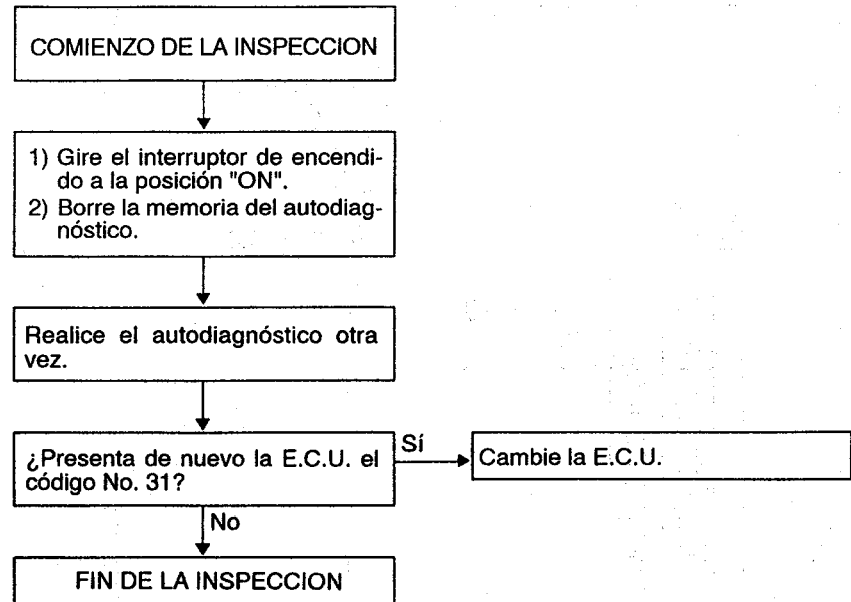 COMIENZO DE LA INSPECCION
1) Gire el interruptor de encendi-
do a la posición "ON".
2) Borre la memoria del autodiag-
nóstico.
Realice el autodiagnóstico otra
vez.
¿Presenta de nuevo la E.C.U. el
código No. 31?
Sí
Cambie la E.C.U.
No
FIN DE LA INSPECCION